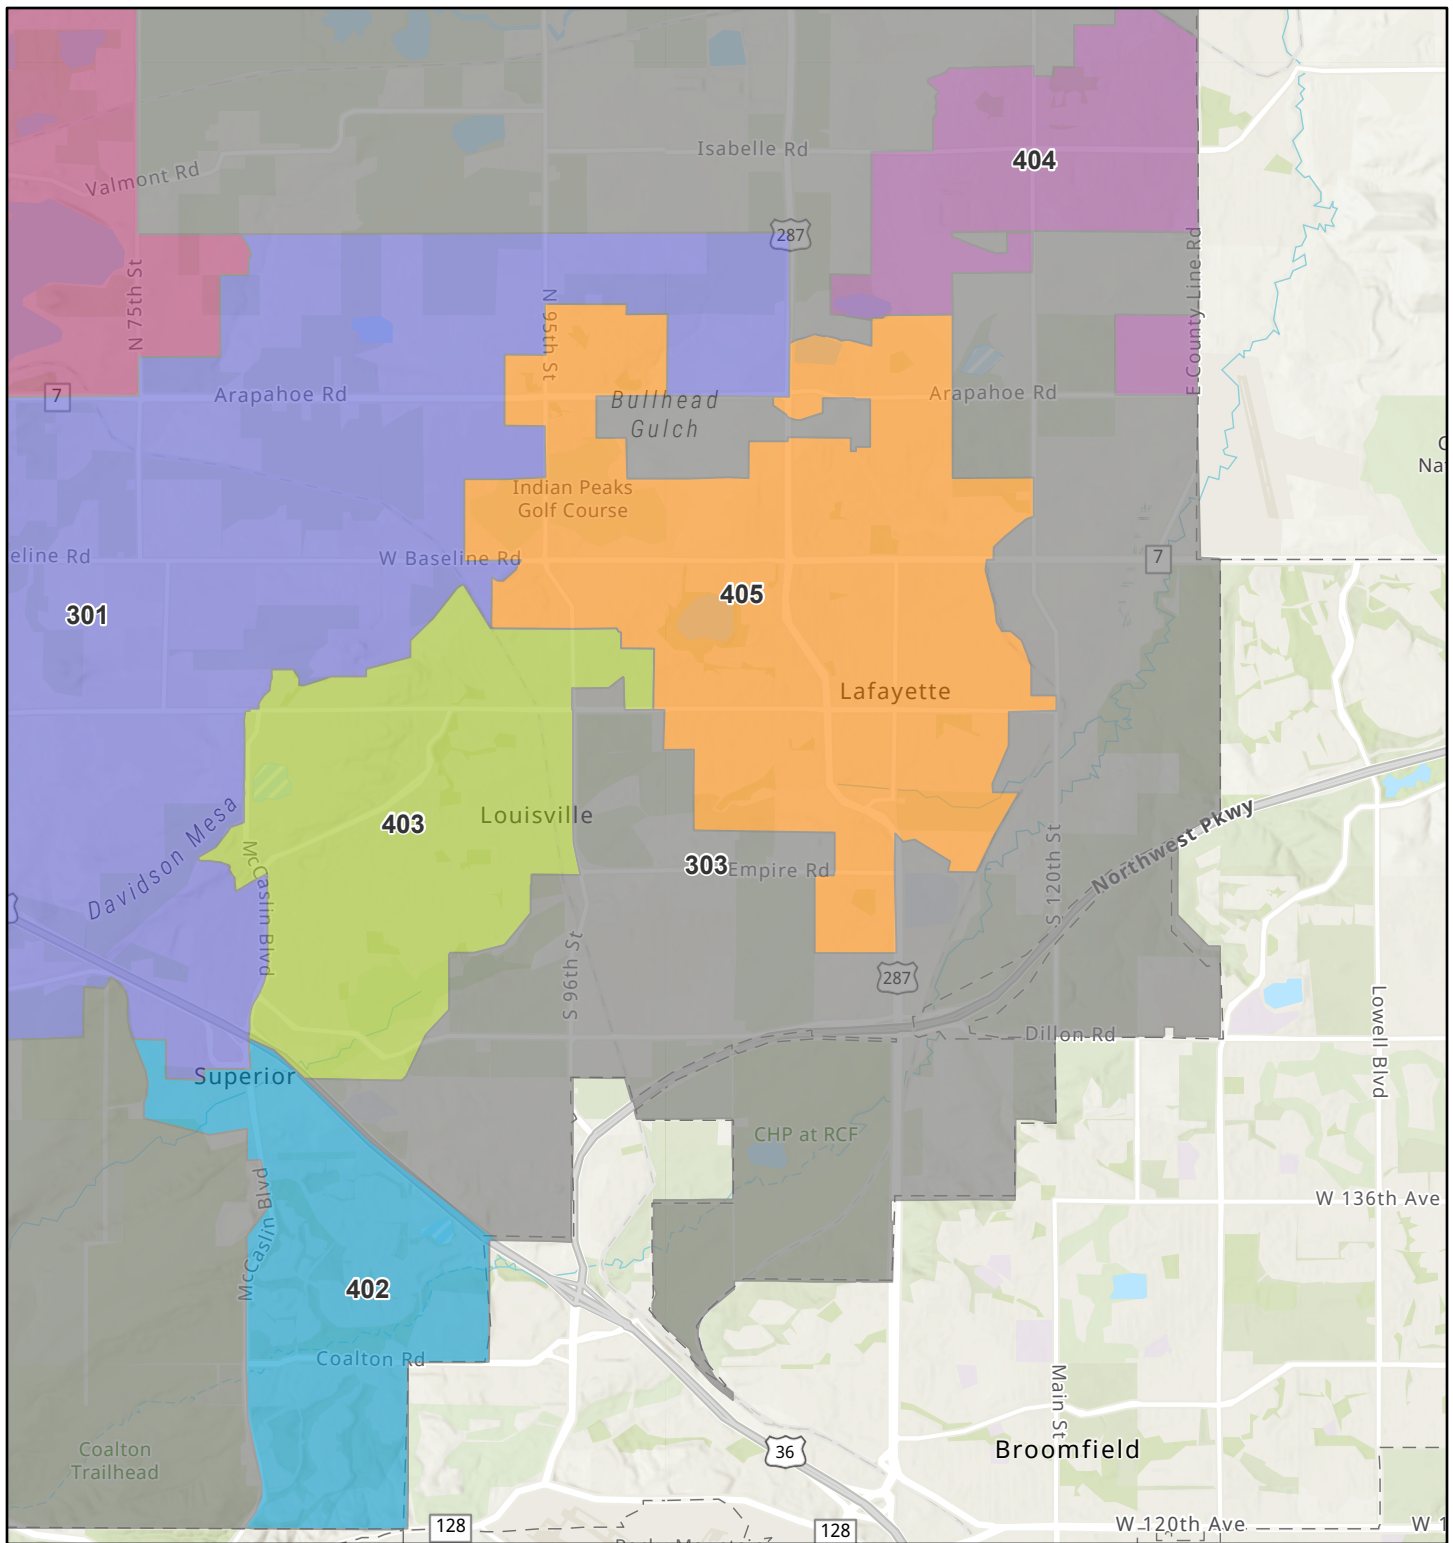 Isabelle Rd
404
Valmont Rd
287
N 75th St
E County Line Rd
N 95th St
7
Arapahoe Rd
Bullhead
Gulch
Arapahoe Rd
Indian Peaks
Golf Course
eline Rd
W Baseline Rd
7
405
301
Lafayette
403
Louisville
Davidson Mesa
McCaslin Blvd
303
Empire Rd
Northwest Pkwy
S 120th St
S 96th St
287
Lowell Blvd
Dillon Rd
Superior
CHP at RCF
McCaslin Blvd
W 136th Ave
402
Coalton Rd
Main St
Coalton
Trailhead
36
Broomfield
128
128
W 120th Ave
W 1